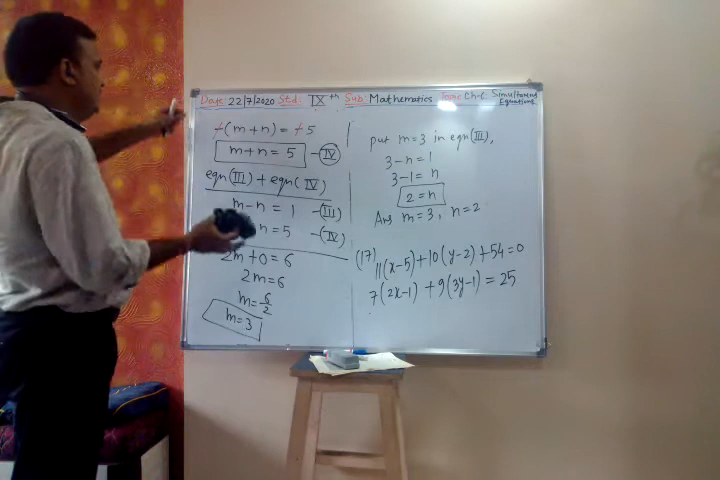 Date: 22/7/2020 Std: IXth Sub: Mathematics Topic Ch-6: Simultaneous Equations
-(m+n) = -5
m+n = 5 -(IV)
eqn(III) + eqn(IV)
m-n = 1 -(III)
n = 5 -(IV)
2m+0=6
2m=6
m=6/2
m=3
put m=3 in eqn(III),
3-n=1
3-1=n
2=n
Ans m=3, n=2
(17) 11(x-5)+10(y-2)+54=0
7(2x-1)+9(3y-1)=25